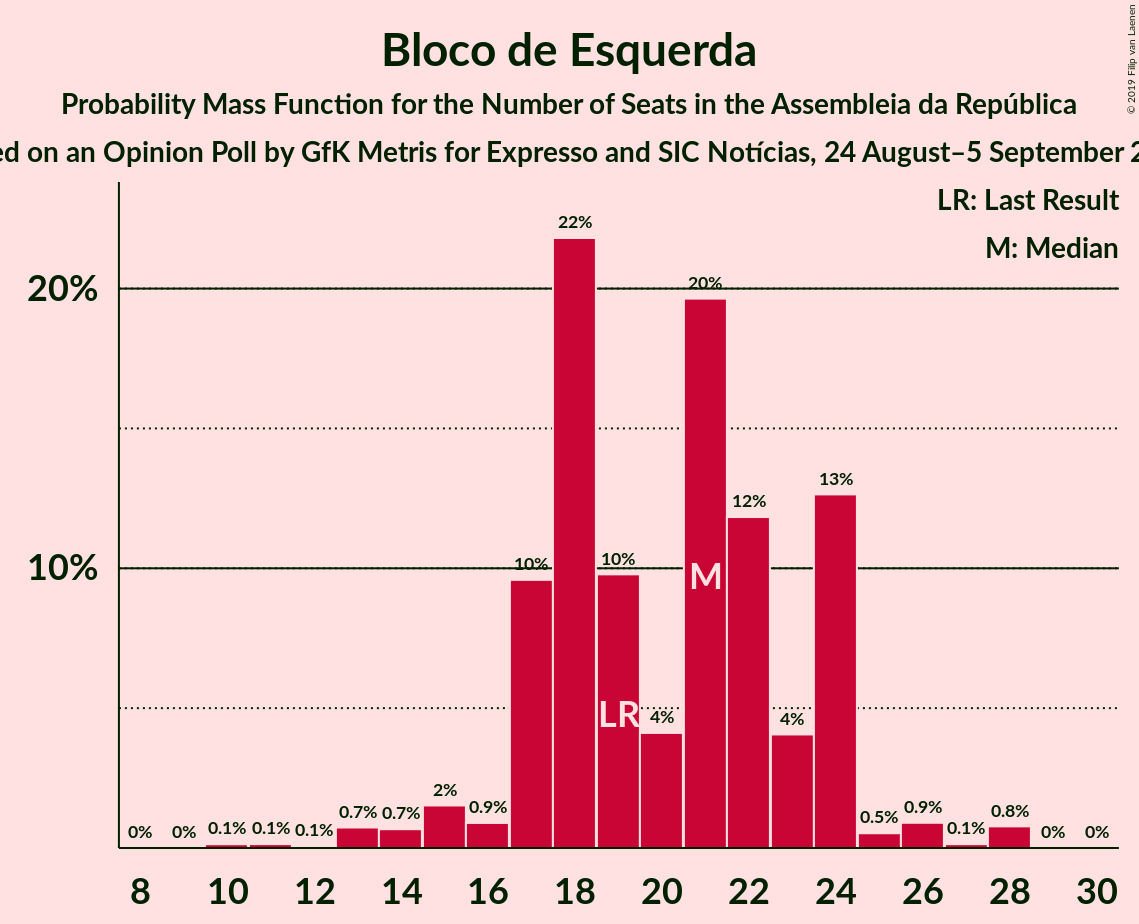 Bloco de Esquerda
Probability Mass Function for the Number of Seats in the Assembleia da República
ed on an Opinion Poll by GfK Metris for Expresso and SIC Notícias, 24 August–5 September 2
© 2019 Filip van Laenen
LR: Last Result
M: Median
20%
10%
0% 0% 0.1% 0.1% 0.1% 0.7% 0.7% 2% 0.9% 10% 22% 10% 4% 20% 12% 4% 13% 0.5% 0.9% 0.1% 0.8% 0% 0%
LR
M
8 10 12 14 16 18 20 22 24 26 28 30